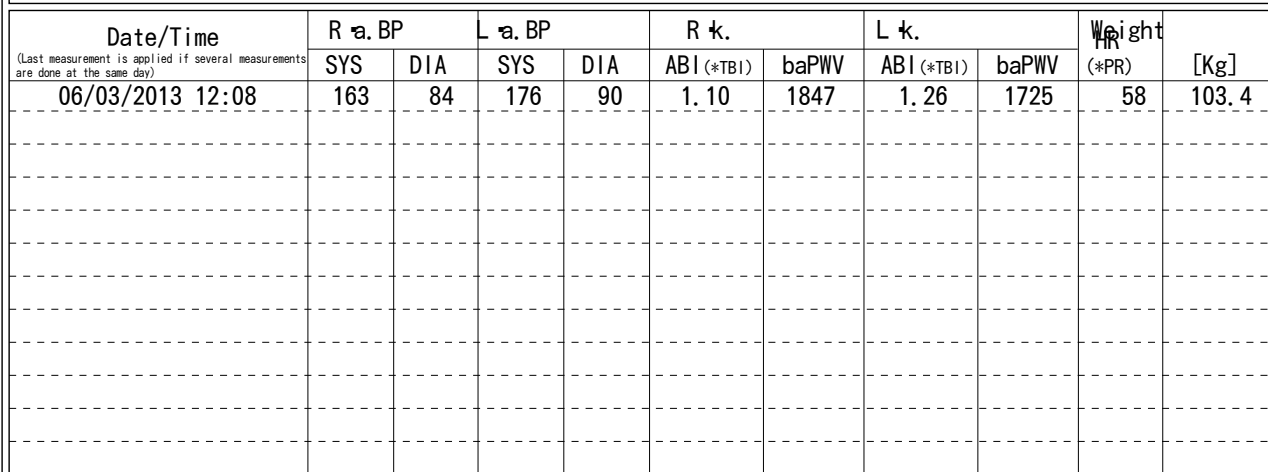 Date/Time R-a.BP L-a.BP R-k. L-k. Weight
HR
(Last measurement is applied if several measurements
are done at the same day) SYS DIA SYS DIA ABI(*TBI) baPWV ABI(*TBI) baPWV (*PR) [Kg]
06/03/2013 12:08 163 84 176 90 1.10 1847 1.26 1725 58 103.4